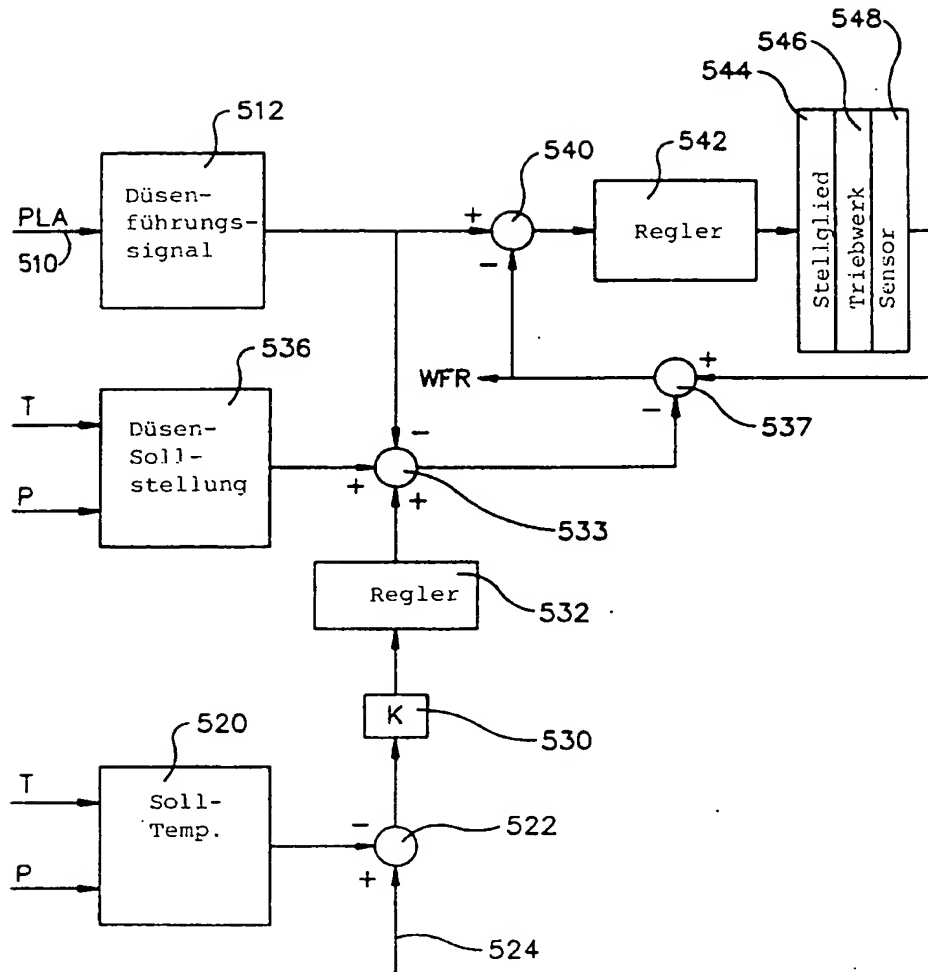 546
548
544
512
542
540
Düsen-
führungs-
signal
PLA
510
+
-
Regler
Stellglied
Triebwerk
Sensor
536
WFR
+
-
537
T
P
Düsen-
Soll-
stellung
-
+
+
533
Regler
532
K
530
520
T
P
Soll-
Temp.
-
+
522
524